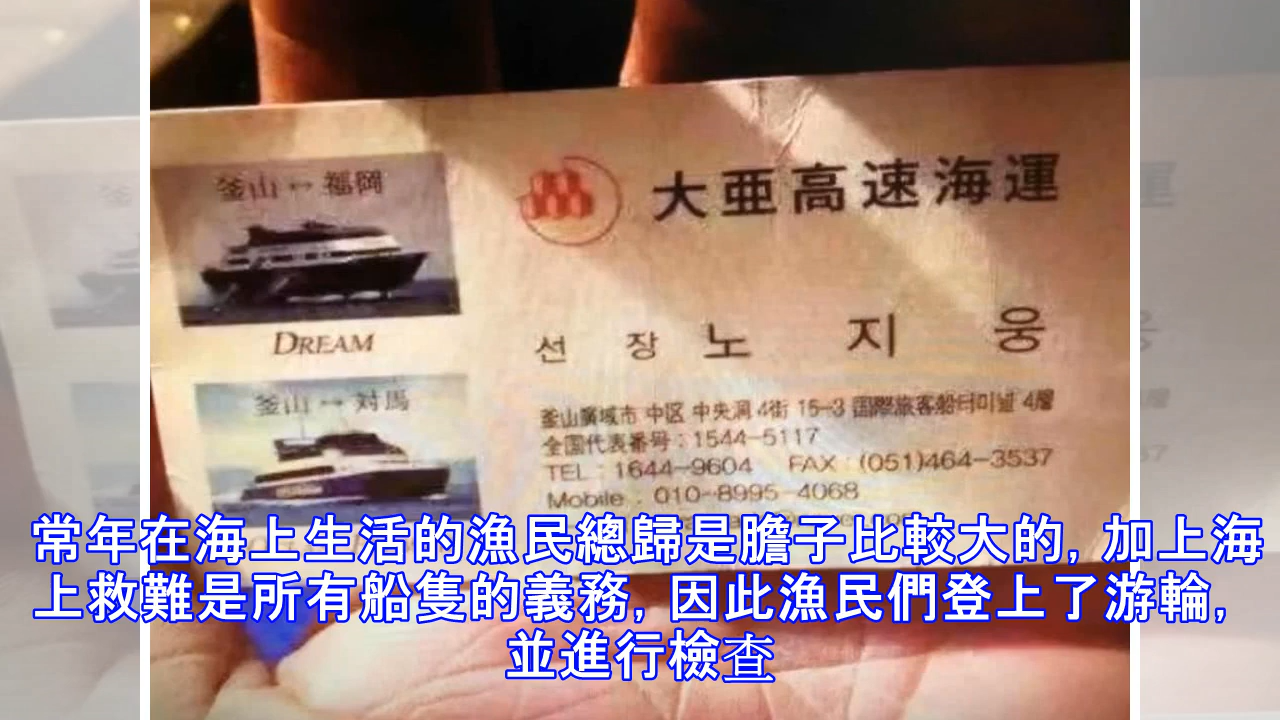 釜山↔福岡
DREAM
釜山↔対馬
大亜高速海運
선 장 노 지 웅
釜山廣域市 中区 中央洞 4街 15-3 国際旅客船터미널 4層
全国代表番号 : 1544-5117
TEL : 1644-9604 FAX : (051)464-3537
Mobile : 010-8995-4068
常年在海上生活的漁民總歸是膽子比較大的, 加上海
上救難是所有船隻的義務, 因此漁民們登上了游輪,
並進行檢查